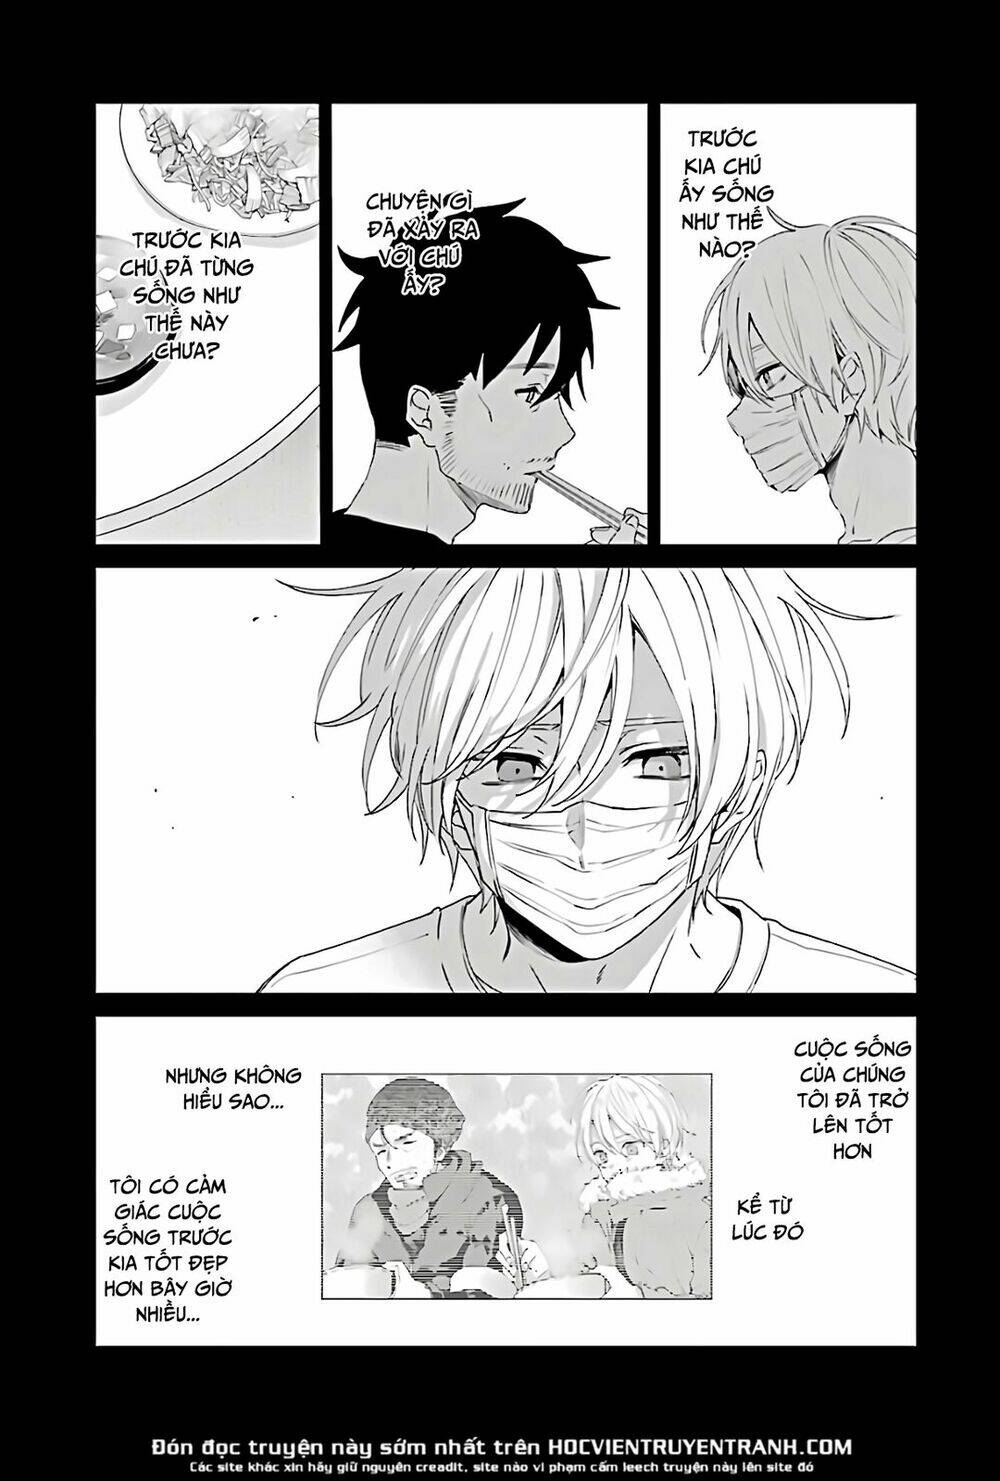 TRƯỚC
KIA CHÚ
ẤY SỐNG
NHƯ THẾ
NÀO?
CHUYỆN GÌ
ĐÃ XẢY RA
VỚI CHÚ
ẤY?
TRƯỚC KIA
CHÚ ĐÃ TỪNG
SỐNG NHƯ
THẾ NÀY
CHƯA?
CUỘC SỐNG
CỦA CHÚNG
TÔI ĐÃ TRỞ
LÊN TỐT
HƠN
KỂ TỪ
LÚC ĐÓ
NHƯNG KHÔNG
HIỂU SAO...
TÔI CÓ CẢM
GIÁC CUỘC
SỐNG TRƯỚC
KIA TỐT ĐẸP
HƠN BÂY GIỜ
NHIỀU...
Đón đọc truyện này sớm nhất trên HOCVIENTRUYENTRANH.COM
Các site khác xin hãy giữ nguyên creadit, site nào vi phạm cấm leech truyện này lên site đó